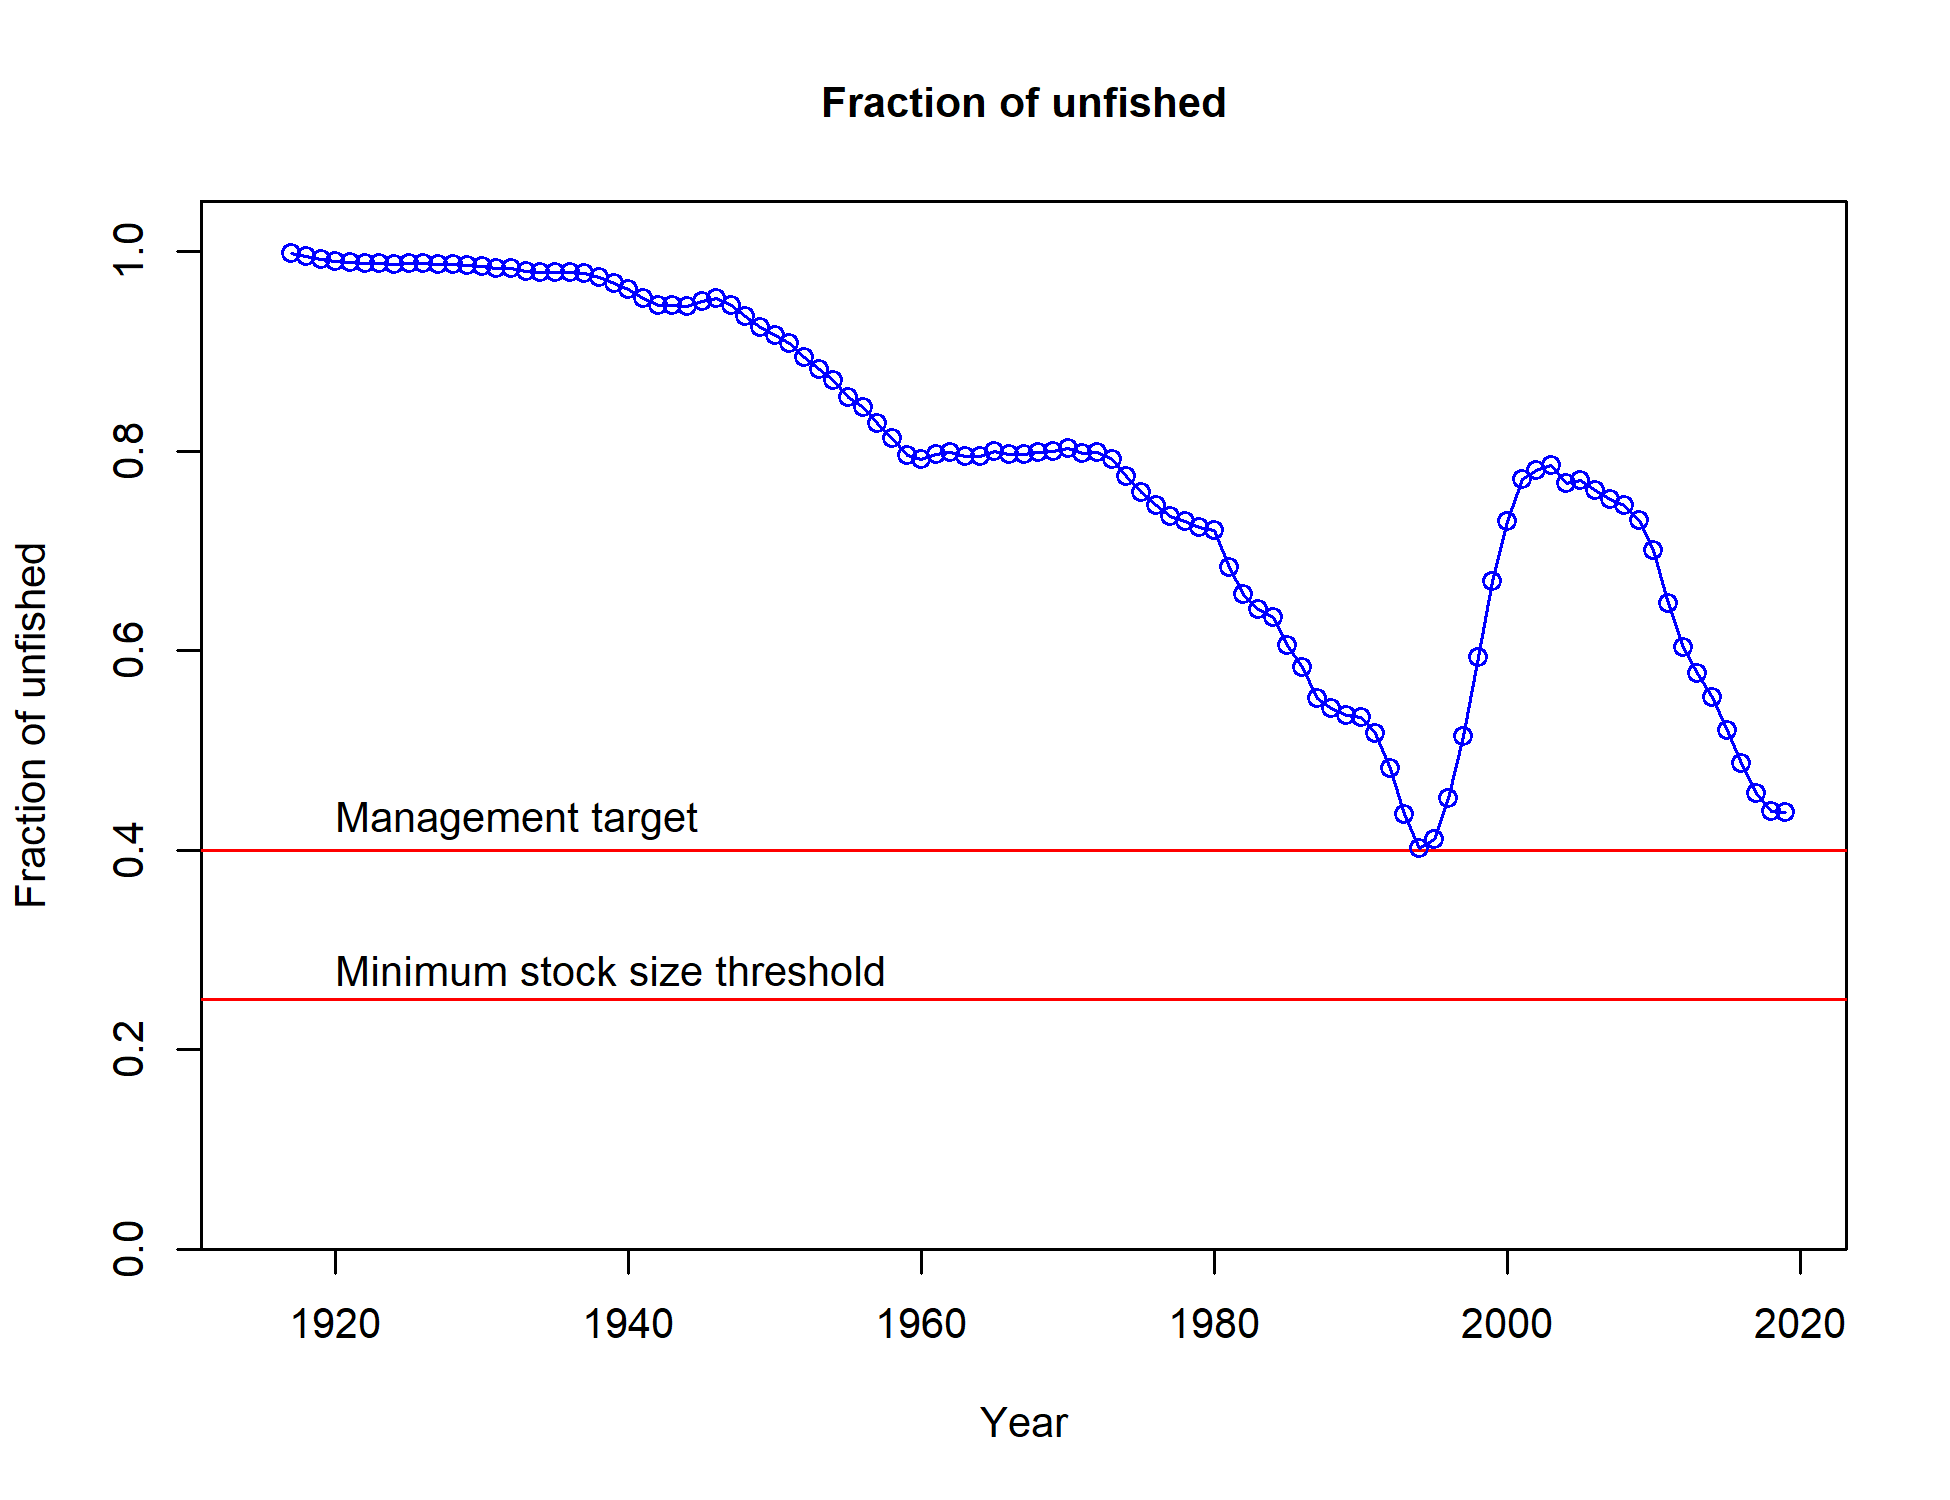 Fraction of unfished
Fraction of unfished
1.0
0.8
0.6
0.4
0.2
0.0
Management target
Minimum stock size threshold
1920 1940 1960 1980 2000 2020
Year